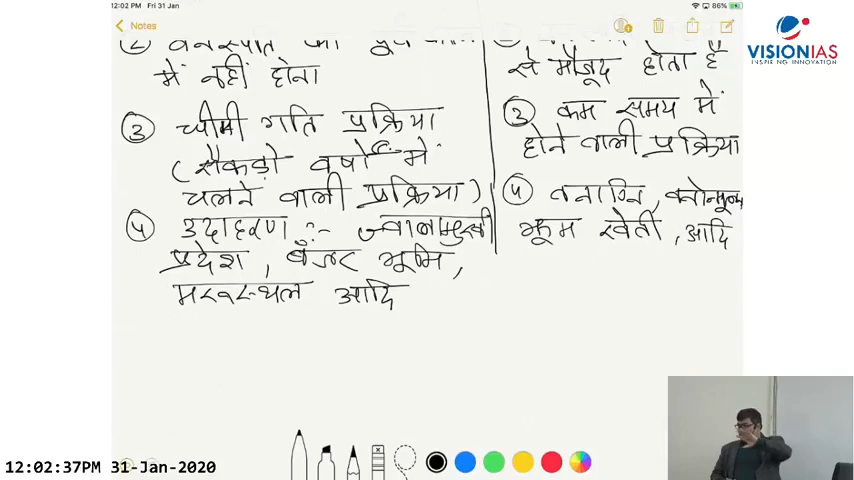 12:02 PM Fri 31 Jan
86%
Notes
VISIONIAS
INSPIRING INNOVATION
में नहीं होना
③ धीमी गति प्रक्रिया
(सैकड़ो वर्षो में
चलने वाली प्रक्रिया)
④ उदाहरण :- ज्वालामुखी
प्रदेश, बंजर भूमि,
मरुस्थल आदि
से मौजूद होता है
③ कम समय में
होने वाली प्रक्रिया
④ वनाग्नि,
झूम खेती, आदि
12:02:37PM 31-Jan-2020